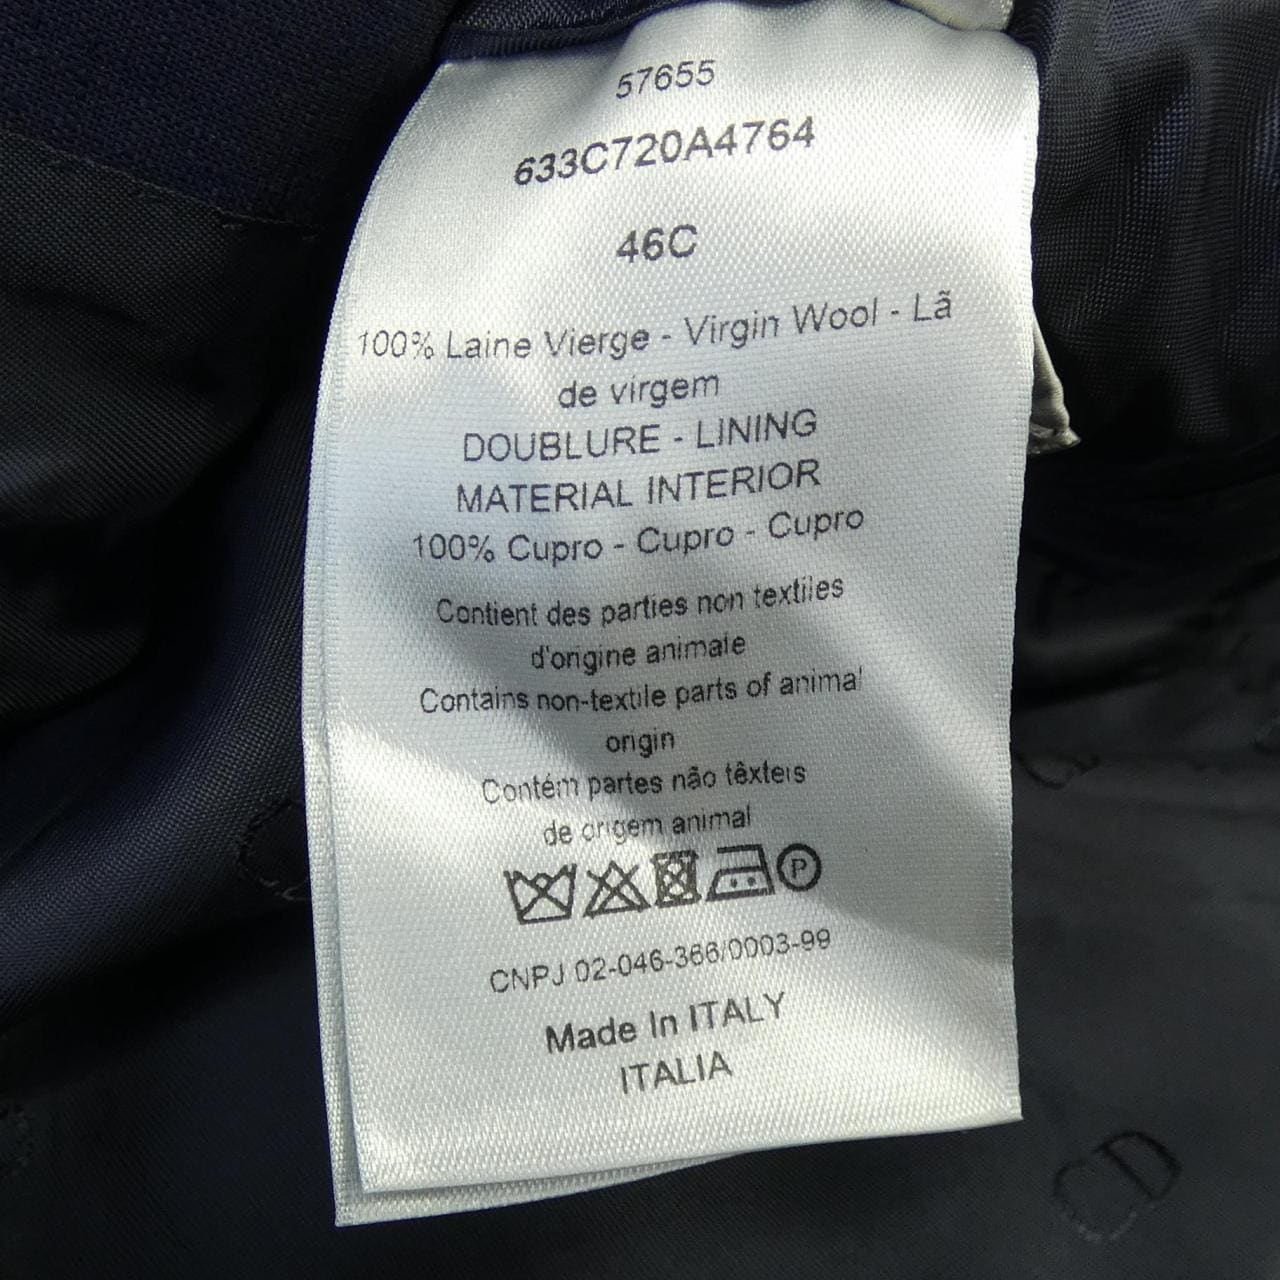 57655
633C720A4764
46C
100% Laine Vierge - Virgin Wool - Lã
de virgem
DOUBLURE - LINING
MATERIAL INTERIOR
100% Cupro - Cupro - Cupro
Contient des parties non textiles
d'origine animale
Contains non-textile parts of animal
origin
Contém partes não têxteis
de origem animal
P
CNPJ 02-046-366/0003-99
Made In ITALY
ITALIA
CD
CD